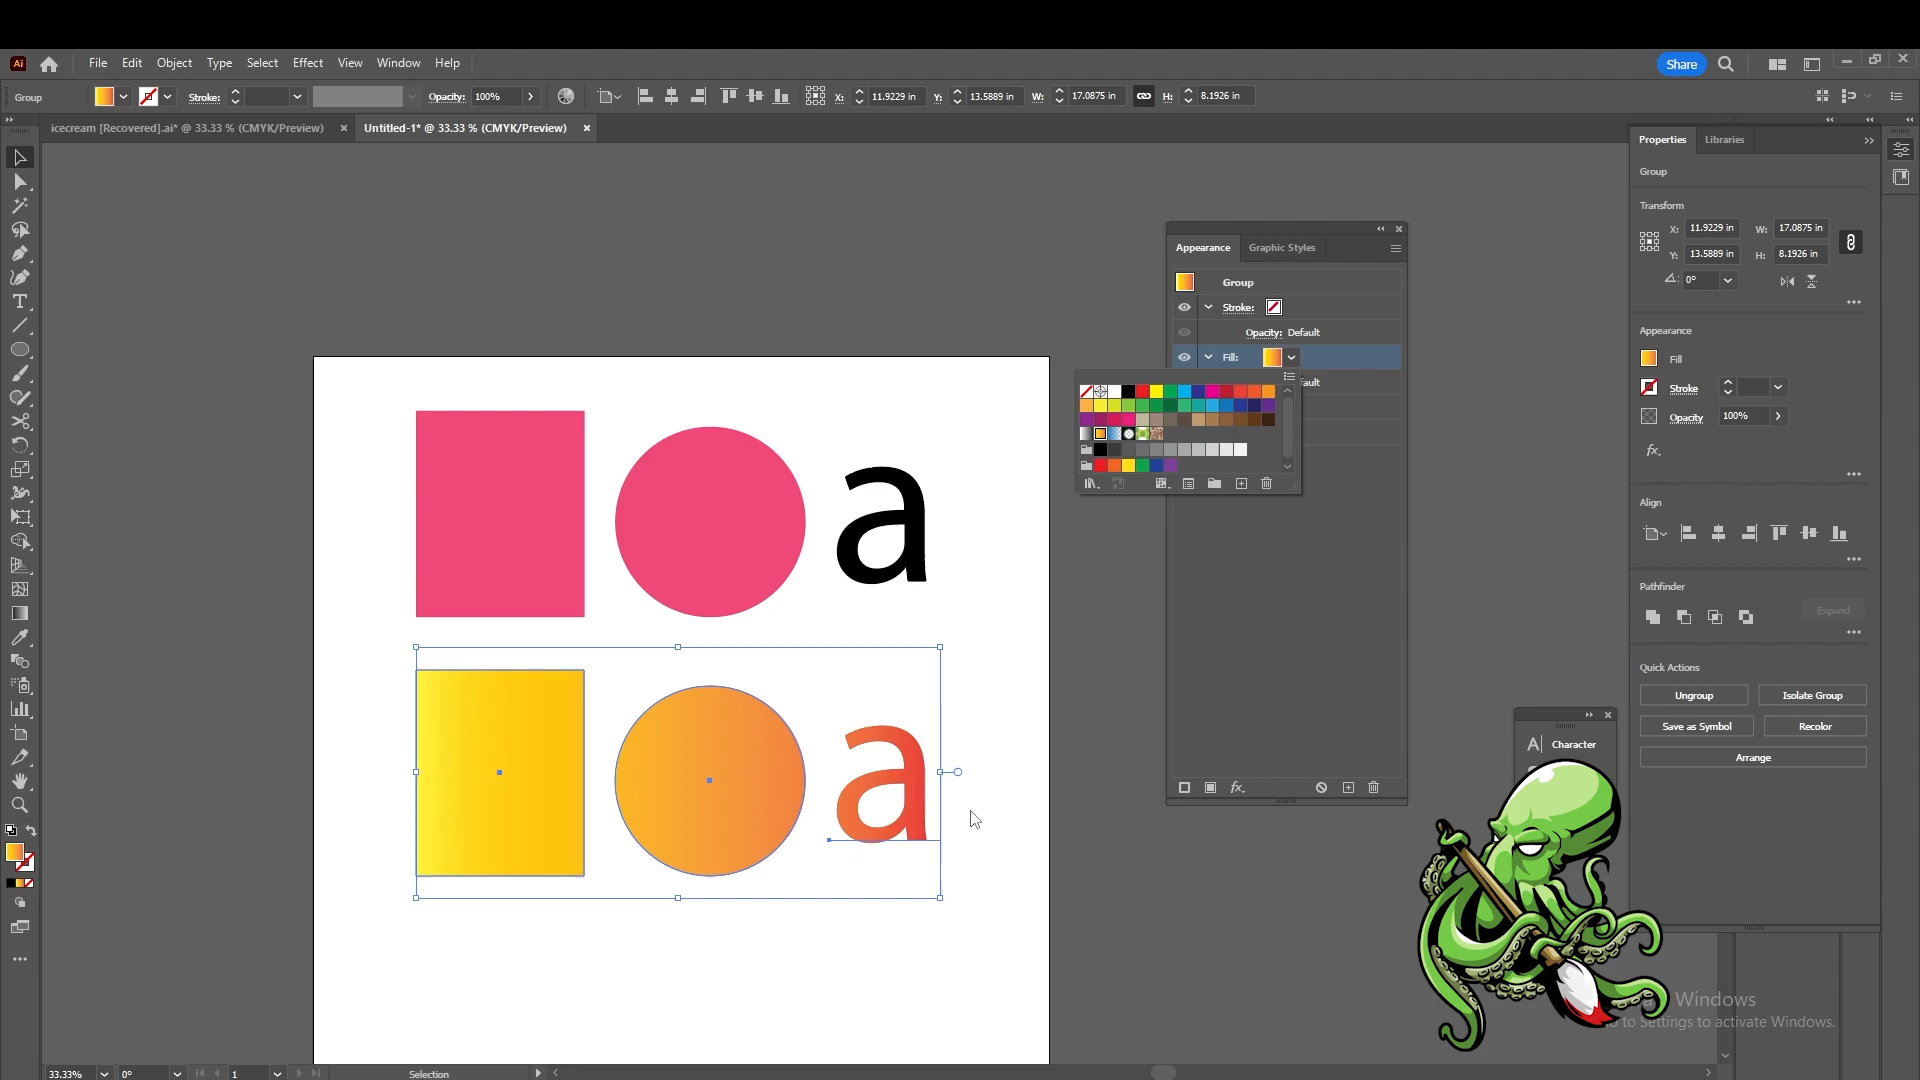 Ai File Edit Object Type Select Effect View Window Help Share
Group Stroke: Opacity: 100% X: 11.9229 in Y: 13.5889 in W: 17.0875 in H: 8.1926 in
icecream [Recovered].ai* @ 33.33 % (CMYK/Preview) × Untitled-1* @ 33.33 % (CMYK/Preview) ×
Properties Libraries
Group
Transform
X: 11.9229 in W: 17.0875 in
Y: 13.5889 in H: 8.1926 in
0°
Appearance
Fill
Stroke
Opacity 100%
fx.
Align
Pathfinder
Expand
Quick Actions
Ungroup Isolate Group
Save as Symbol Recolor
Arrange
Appearance Graphic Styles
Group
Stroke:
Opacity: Default
Fill:
fault
fx.
a
a
A Character
Windows
to Settings to activate Windows.
33.33% 0° 1 Selection